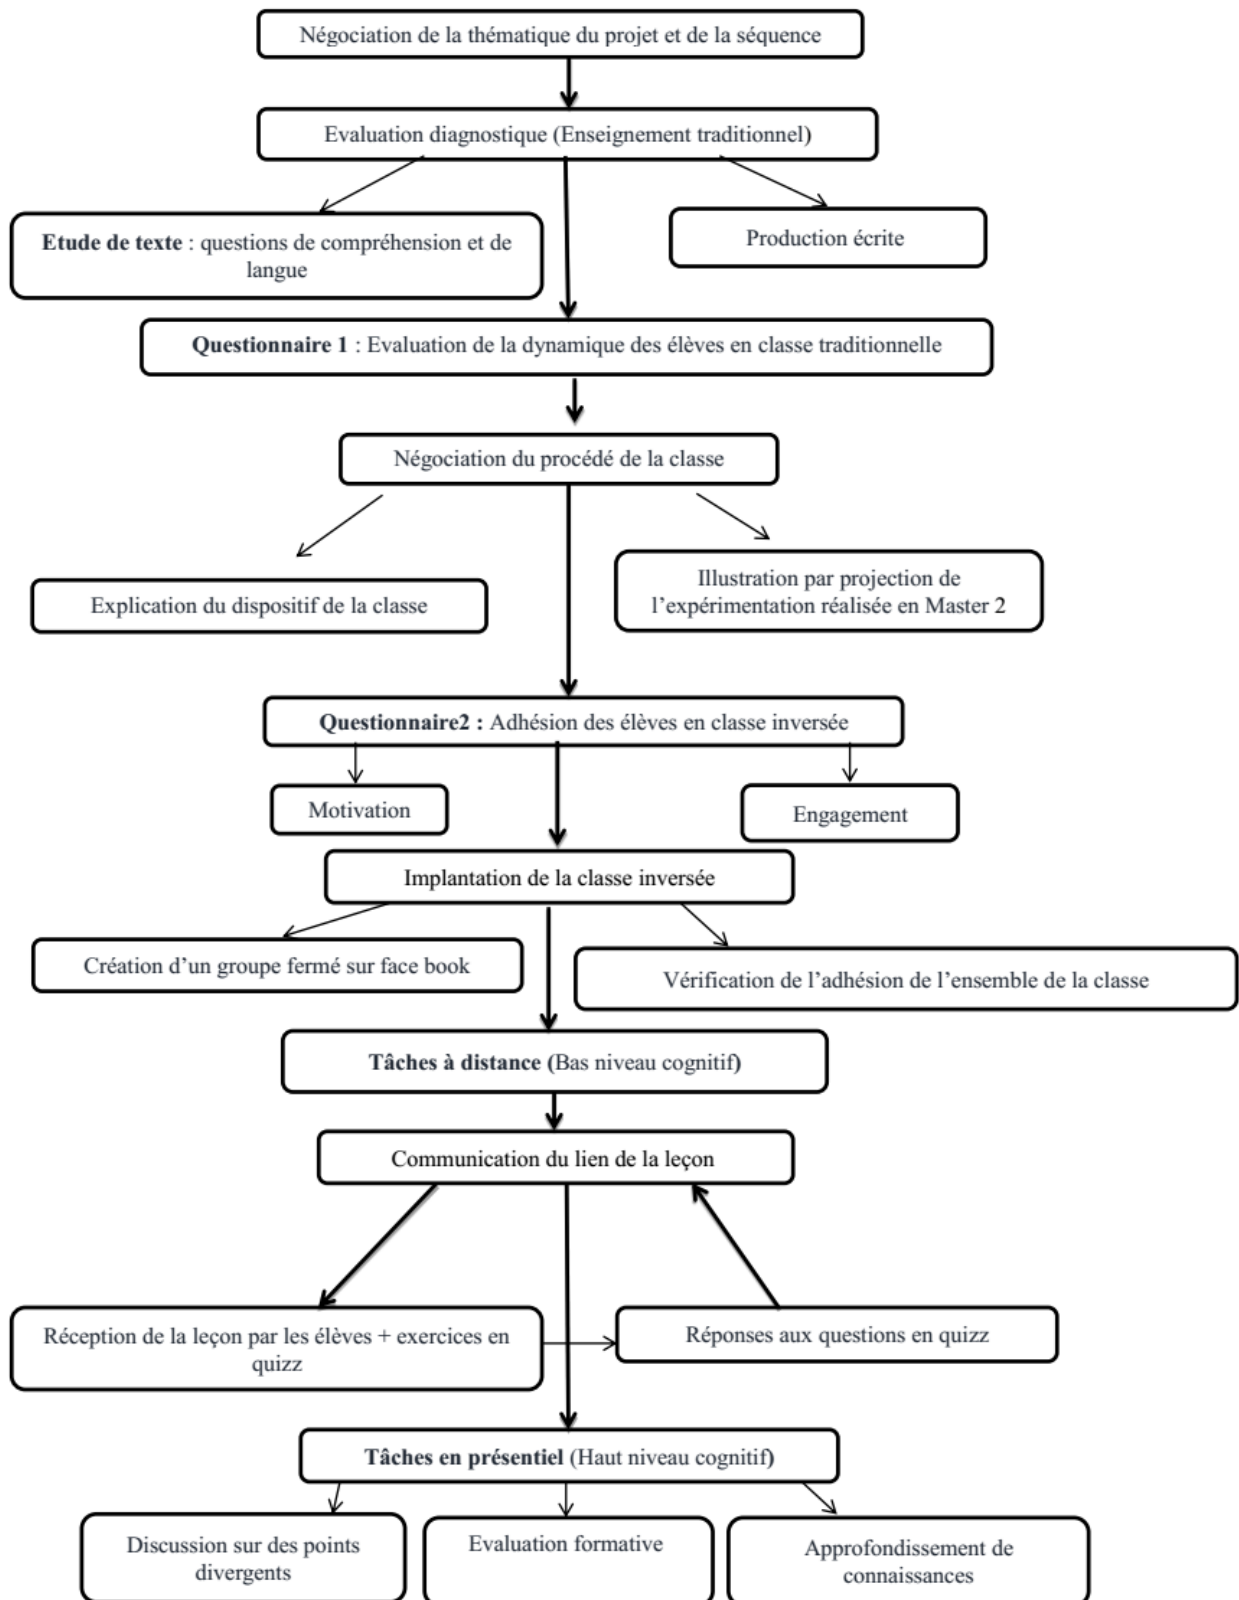 Négociation de la thématique du projet et de la séquence
Evaluation diagnostique (Enseignement traditionnel)
Etude de texte : questions de compréhension et de
langue
Production écrite
Questionnaire 1 : Evaluation de la dynamique des élèves en classe traditionnelle
Négociation du procédé de la classe
Explication du dispositif de la classe
Illustration par projection de
l’expérimentation réalisée en Master 2
Questionnaire2 : Adhésion des élèves en classe inversée
Motivation
Engagement
Implantation de la classe inversée
Création d’un groupe fermé sur face book
Vérification de l’adhésion de l’ensemble de la classe
Tâches à distance (Bas niveau cognitif)
Communication du lien de la leçon
Réception de la leçon par les élèves + exercices en
quizz
Réponses aux questions en quizz
Tâches en présentiel (Haut niveau cognitif)
Discussion sur des points
divergents
Evaluation formative
Approfondissement de
connaissances